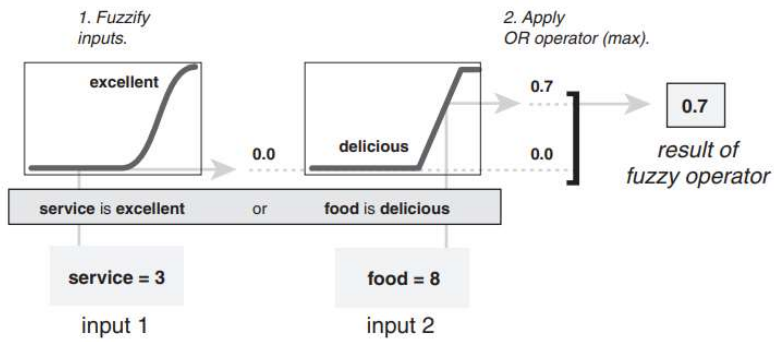 1. Fuzzify
inputs.
2. Apply
OR operator (max).
excellent
0.0
delicious
0.7
0.0
0.7
result of
fuzzy operator
service is excellent or food is delicious
service = 3
food = 8
input 1
input 2